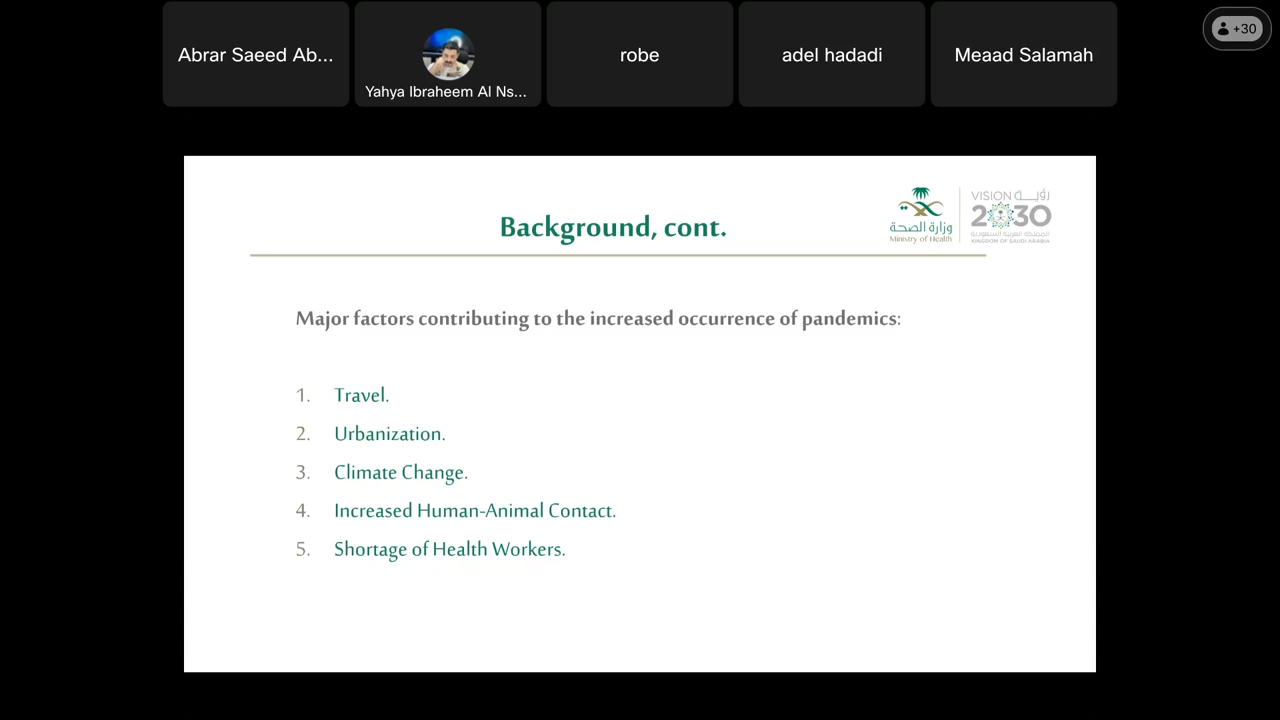 Abrar Saeed Ab...
Yahya Ibraheem Al Ns...
robe
adel hadadi
Meaad Salamah
+30
Background, cont.
وزارة الصحة
Ministry of Health
VISION رؤيــة
2030
المملكة العربية السعودية
KINGDOM OF SAUDI ARABIA
Major factors contributing to the increased occurrence of pandemics:
1. Travel.
2. Urbanization.
3. Climate Change.
4. Increased Human-Animal Contact.
5. Shortage of Health Workers.